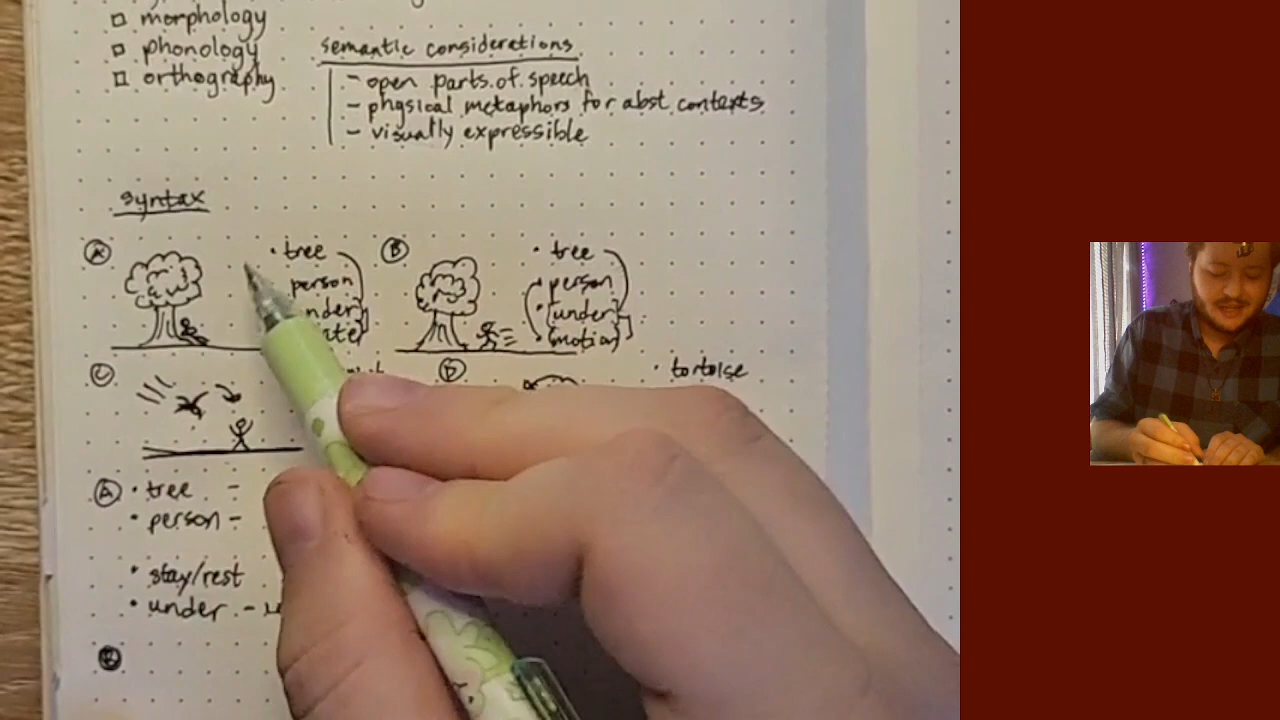 □ morphology
□ phonology
□ orthography
semantic considerations
- open parts of speech
- physical metaphors for abst contexts
- visually expressible
syntax
Ⓐ
• tree
person
Ⓑ
• tree
• person
• under
• motion
Ⓒ
Ⓓ
• tortoise
Ⓐ • tree -
• person -
• stay/rest
• under -